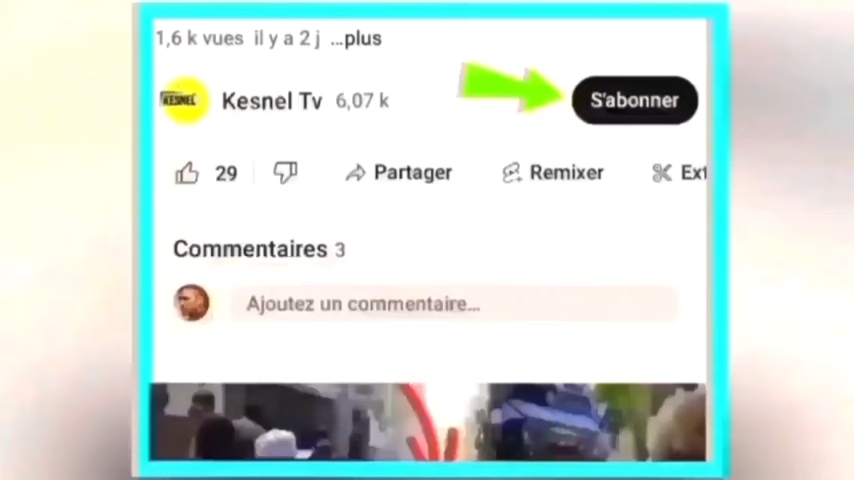 1,6 k vues il y a 2 j ...plus
KESNEL
Kesnel Tv 6,07 k
S'abonner
29 Partager Remixer Ext
Commentaires 3
Ajoutez un commentaire...